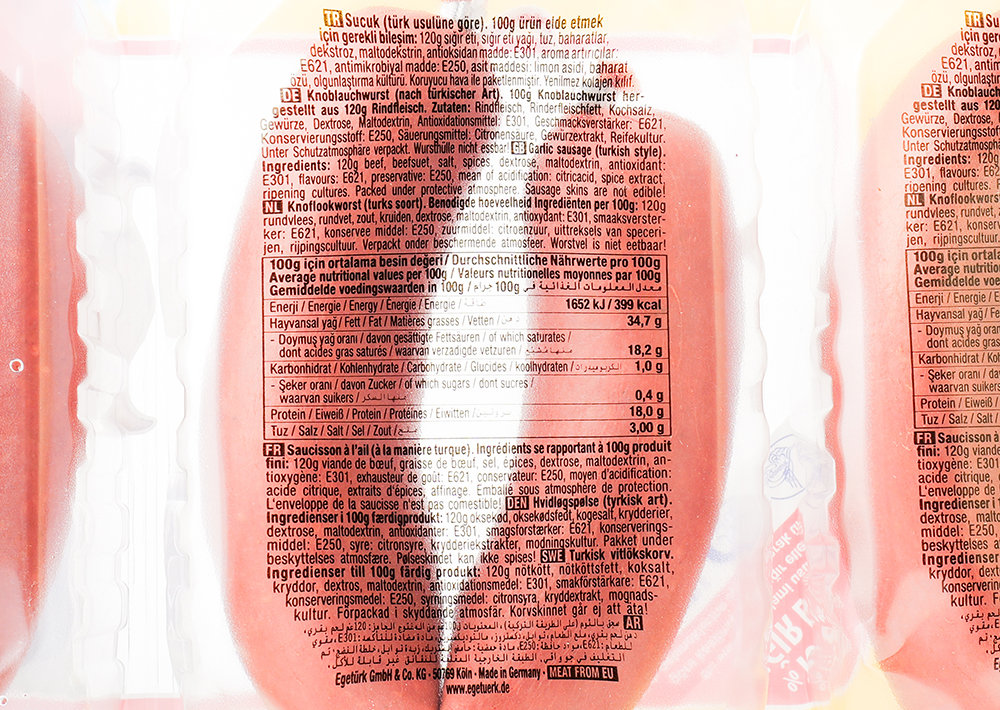 TR Sucuk (türk usulüne göre). 100g ürün elde etmek
için gerekli bileşim: 120g sığır eti, sığır eti yağı, tuz, baharatlar,
dekstroz, maltodekstrin, antioksidan madde: E301, aroma artırıcılar:
E621, antimikrobiyal madde: E250, asit maddesi: limon asidi, baharat
özü, olgunlaştırma kültürü. Koruyucu hava ile paketlenmiştir. Yenilmez kolajen kılıf.
DE Knoblauchwurst (nach türkischer Art). 100g Knoblauchwurst her-
gestellt aus 120g Rindfleisch. Zutaten: Rindfleisch, Rinderfleischfett, Kochsalz,
Gewürze, Dextrose, Maltodextrin, Antioxidationsmittel: E301, Geschmacksverstärker: E621,
Konservierungsstoff: E250, Säuerungsmittel: Citronensäure, Gewürzextrakt, Reifekultur.
Unter Schutzatmosphäre verpackt. Wursthülle nicht essbar! GB Garlic sausage (turkish style).
Ingredients: 120g beef, beefsuet, salt, spices, dextrose, maltodextrin, antioxidant:
E301, flavours: E621, preservative: E250, mean of acidification: citricacid, spice extract,
ripening cultures. Packed under protective atmosphere. Sausage skins are not edible!
NL Knoflookworst (turks soort). Benodigde hoeveelheid Ingrediënten per 100g: 120g
rundvlees, rundvet, zout, kruiden, dextrose, maltodextrin, antioxydant: E301, smaaksverster-
ker: E621, konservee middel: E250, zuurmiddel: citroenzuur, uittreksels van speceri-
jen, rijpingscultuur. Verpackt onder beschermende atmosfeer. Worstvel is niet eetbaar!
100g için ortalama besin değeri / Durchschnittliche Nährwerte pro 100g
Average nutritional values per 100g / Valeurs nutritionelles moyonnes par 100g
Gemiddelde voedingswaarden in 100g / معدل المعلومات الغذائية في 100g جرام
Enerji / Energie / Energy / Énergie / Energie / طاقة 1652 kJ / 399 kcal
Hayvansal yağ / Fett / Fat / Matières grasses / Vetten / دهن 34,7 g
- Doymuş yağ oranı / davon gesättigte Fettsäuren / of which saturates /
dont acides gras saturés / waarvan verzadigde vetzuren / 18,2 g
Karbonhidrat / Kohlenhydrate / Carbohydrate / Glucides / koolhydraten / الكربوهيدرات 1,0 g
- Şeker oranı / davon Zucker / of which sugars / dont sucres /
waarvan suikers / منها السكر 0,4 g
Protein / Eiweiß / Protein / Protéines / Eiwitten / بروتين 18,0 g
Tuz / Salz / Salt / Sel / Zout / ملح 3,00 g
FR Saucisson à l'ail (à la manière turque). Ingrédients se rapportant à 100g produit
fini: 120g viande de bœuf, graisse de bœuf, sel, épices, dextrose, maltodextrin, an-
tioxygène: E301, exhausteur de goût: E621, conservateur: E250, moyen d'acidification:
acide citrique, extraits d'épices, affinage. Emballé sous atmosphère de protection.
L'enveloppe de la saucisse n'est pas comestible! DEN Hvidløgspølse (tyrkisk art).
Ingredienser i 100g færdigprodukt: 120g oksekød, oksekødsfedt, kogesalt, krydderier,
dextrose, maltodextrin, antioxidanter: E301, smagsforstærker: E621, konserverings-
middel: E250, syre: citronsyre, krydderiekstrakter, modningskultur. Pakket under
beskyttelses atmosfære. Pølseskindet kan ikke spises! SWE Turkisk vitlökskorv.
Ingredienser till 100g färdig produkt: 120g nötkött, nötköttsfett, koksalt,
kryddor, dextros, maltodextrin, antioxidationsmedel: E301, smakförstärkare: E621,
konserveringsmedel: E250, syrningsmedel: citronsyra, kryddextrakt, mognads-
kultur. Förpackad i skyddande atmosfär. Korvskinnet går ej att äta!
AR
Egetürk GmbH & Co. KG · 50769 Köln · Made in Germany · MEAT FROM EU
www.egetuerk.de